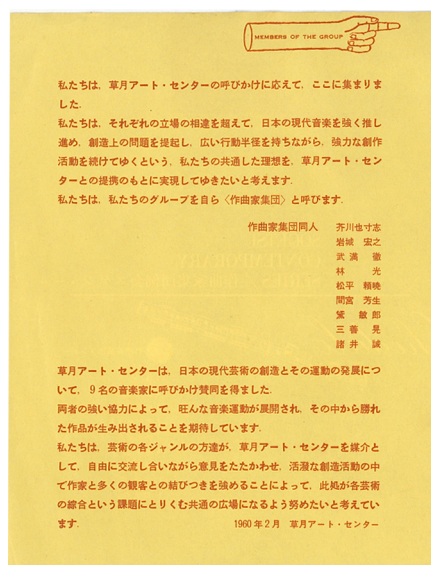 MEMBERS OF THE GROUP
私たちは，草月アート・センターの呼びかけに応えて，ここに集まりま
した．
私たちは，それぞれの立場の相違を超えて，日本の現代音楽を強く推し
進め，創造上の問題を提起し，広い行動半径を持ちながら，強力な創作
活動を続けてゆくという，私たちの共通した理想を，草月アート・セン
ターとの提携のもとに実現してゆきたいと考えます．
私たちは，私たちのグループを自ら〈作曲家集団〉と呼びます．
作曲家集団同人　芥川也寸志
岩城　宏之
武満　徹
林　光
松平　頼暁
間宮　芳生
黛　敏郎
三善　晃
諸井　誠
草月アート・センターは，日本の現代芸術の創造とその運動の発展につ
いて，9名の音楽家に呼びかけ賛同を得ました．
両者の強い協力によって，旺んな音楽運動が展開され，その中から勝れ
た作品が生み出されることを期待しています．
私たちは，芸術の各ジャンルの方達が，草月アート・センターを媒介と
して，自由に交流し合いながら意見をたたかわせ，活潑な創造活動の中
で作家と多くの観客との結びつきを強めることによって，此処が各芸術
の綜合という課題にとりくむ共通の広場になるよう努めたいと考えてい
ます．　1960年2月　草月アート・センター